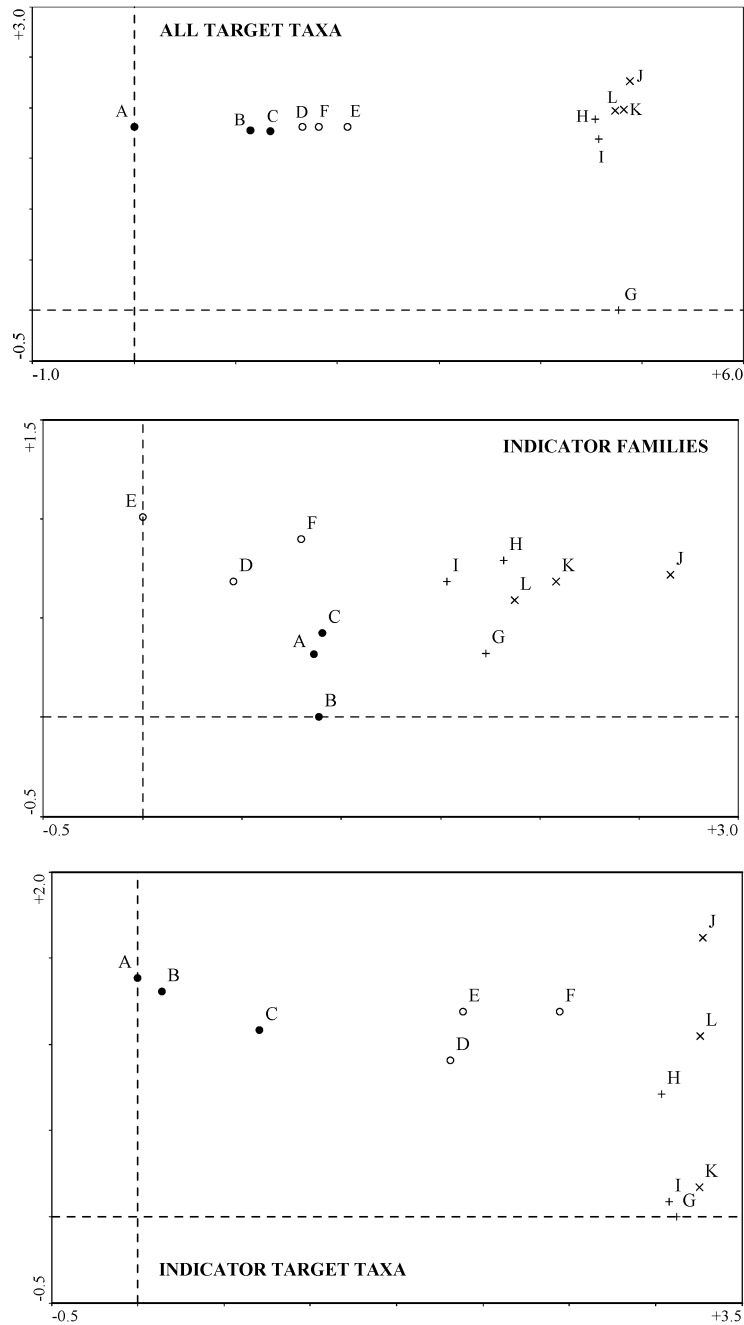 +3.0
ALL TARGET TAXA
A
B
C
D
F
E
H
I
L
K
J
G
-0.5
-1.0
+6.0
+1.5
INDICATOR FAMILIES
E
F
D
H
I
L
K
J
C
A
G
B
-0.5
-0.5
+3.0
+2.0
A
B
C
E
F
D
J
L
H
K
I
G
INDICATOR TARGET TAXA
-0.5
-0.5
+3.5